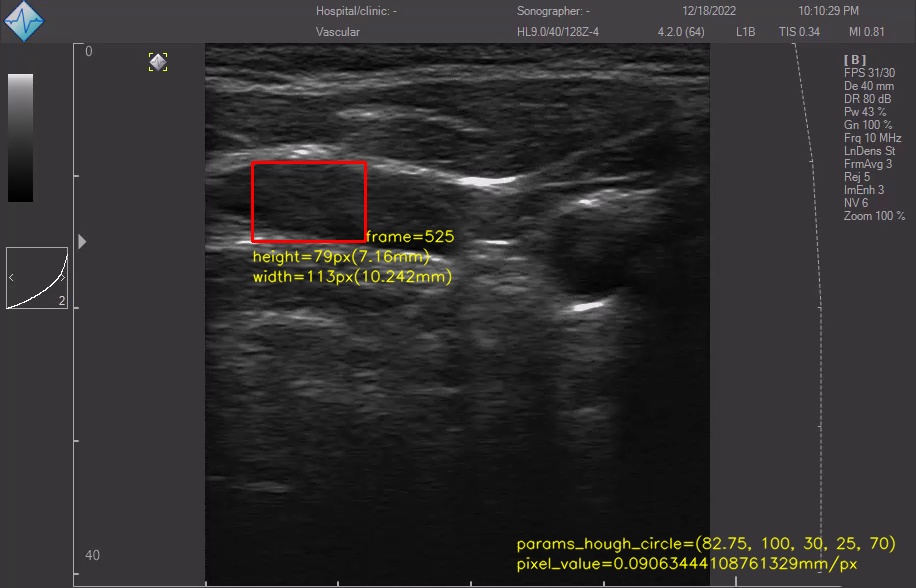 Hospital/clinic: - Sonographer: - 12/18/2022 10:10:29 PM
Vascular HL9.0/40/128Z-4 4.2.0 (64) L1B TIS 0.34 MI 0.81
0
[ B ]
FPS 31/30
De 40 mm
DR 80 dB
Pw 43 %
Gn 100 %
Frq 10 MHz
LnDens St
FrmAvg 3
Rej 5
ImEnh 3
NV 6
Zoom 100 %
frame=525
height=79px(7.16mm)
width=113px(10.242mm)
2
params_hough_circle=(82.75, 100, 30, 25, 70)
40
pixel_value=0.09063444108761329mm/px